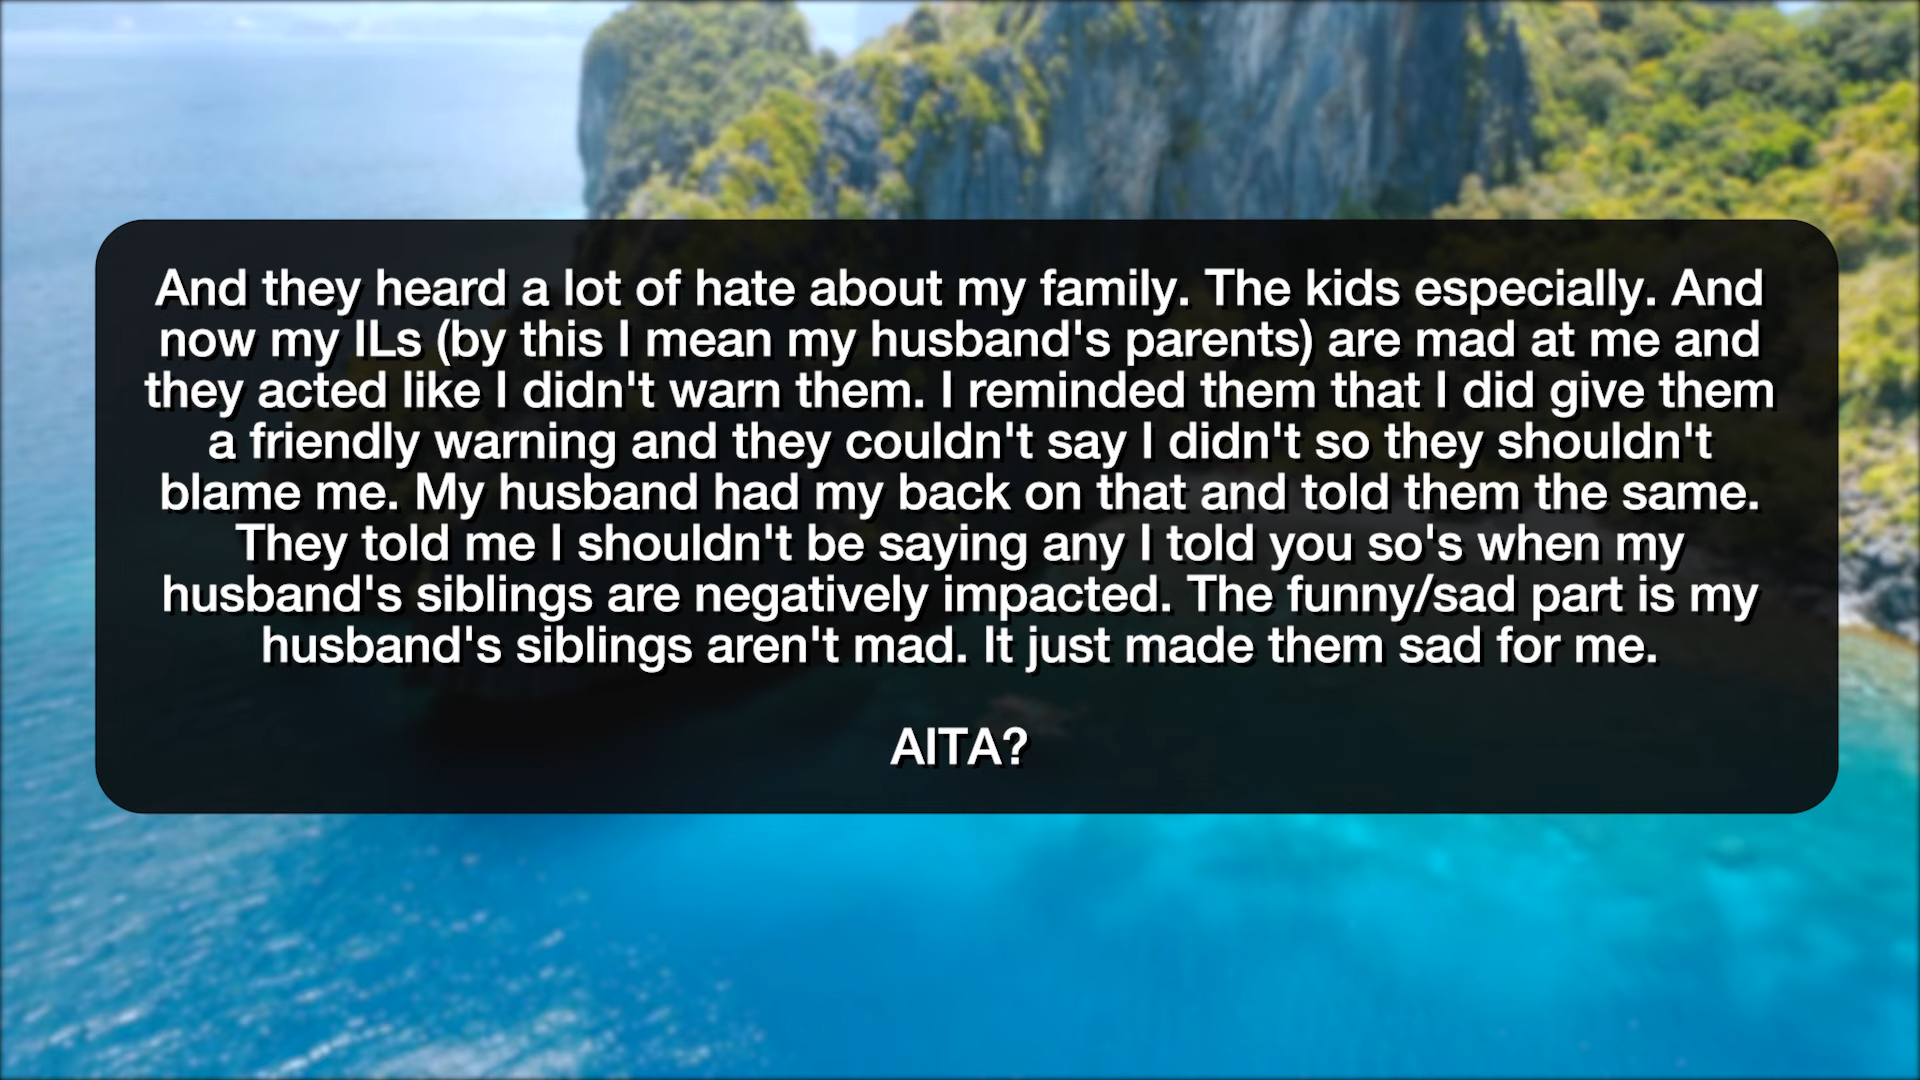 And they heard a lot of hate about my family. The kids especially. And
now my ILs (by this I mean my husband's parents) are mad at me and
they acted like I didn't warn them. I reminded them that I did give them
a friendly warning and they couldn't say I didn't so they shouldn't
blame me. My husband had my back on that and told them the same.
They told me I shouldn't be saying any I told you so's when my
husband's siblings are negatively impacted. The funny/sad part is my
husband's siblings aren't mad. It just made them sad for me.
AITA?